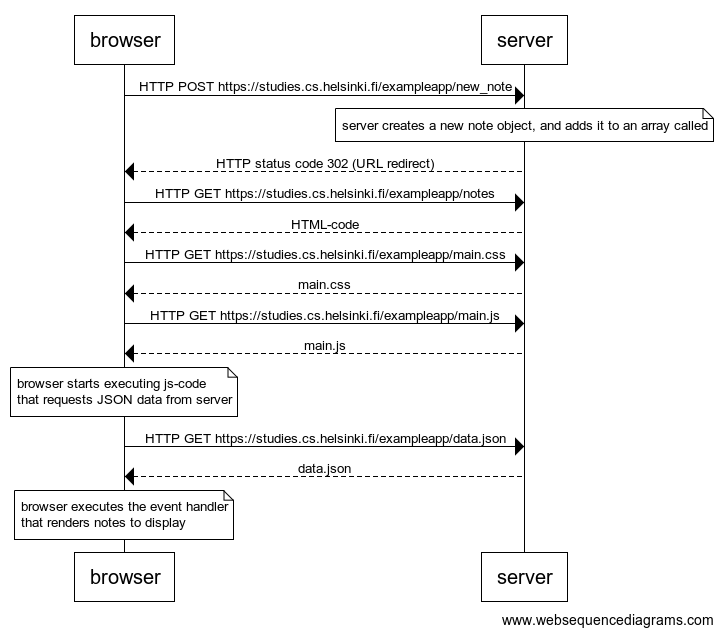 browser
server
HTTP POST https://studies.cs.helsinki.fi/exampleapp/new_note
server creates a new note object, and adds it to an array called
HTTP status code 302 (URL redirect)
HTTP GET https://studies.cs.helsinki.fi/exampleapp/notes
HTML-code
HTTP GET https://studies.cs.helsinki.fi/exampleapp/main.css
main.css
HTTP GET https://studies.cs.helsinki.fi/exampleapp/main.js
main.js
browser starts executing js-code
that requests JSON data from server
HTTP GET https://studies.cs.helsinki.fi/exampleapp/data.json
data.json
browser executes the event handler
that renders notes to display
browser
server
www.websequencediagrams.com